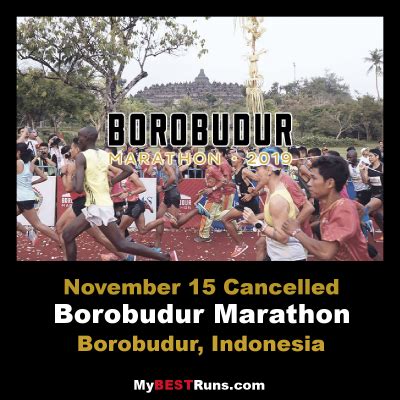 BOROBUDUR
MARATHON • 2019
November 15 Cancelled
Borobudur Marathon
Borobudur, Indonesia
MyBESTRuns.com